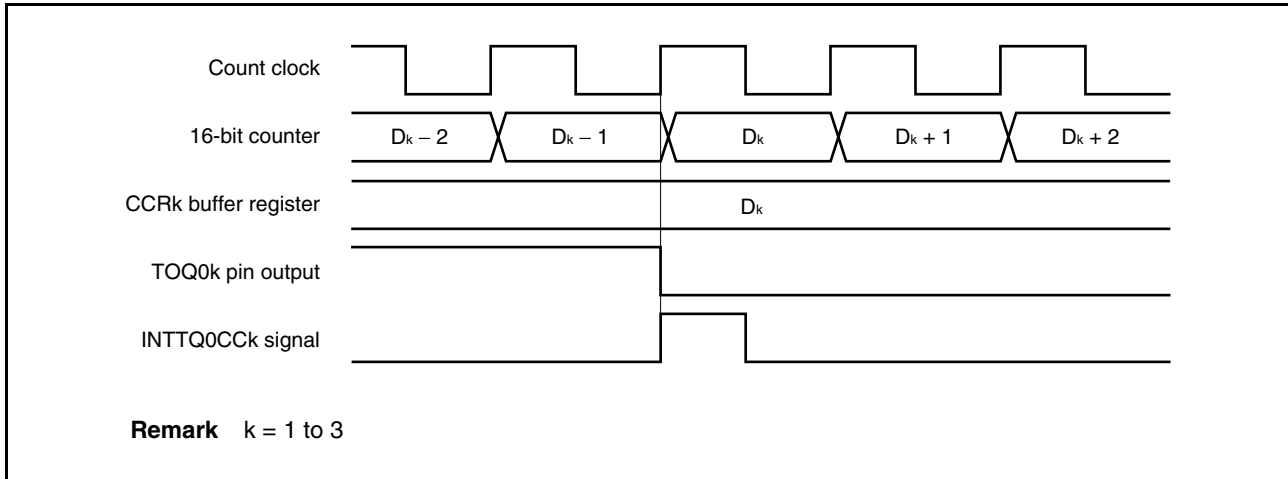 Count clock
16-bit counter
Dk − 2 Dk − 1 Dk Dk + 1 Dk + 2
CCRk buffer register
Dk
TOQ0k pin output
INTTQ0CCk signal
Remark k = 1 to 3